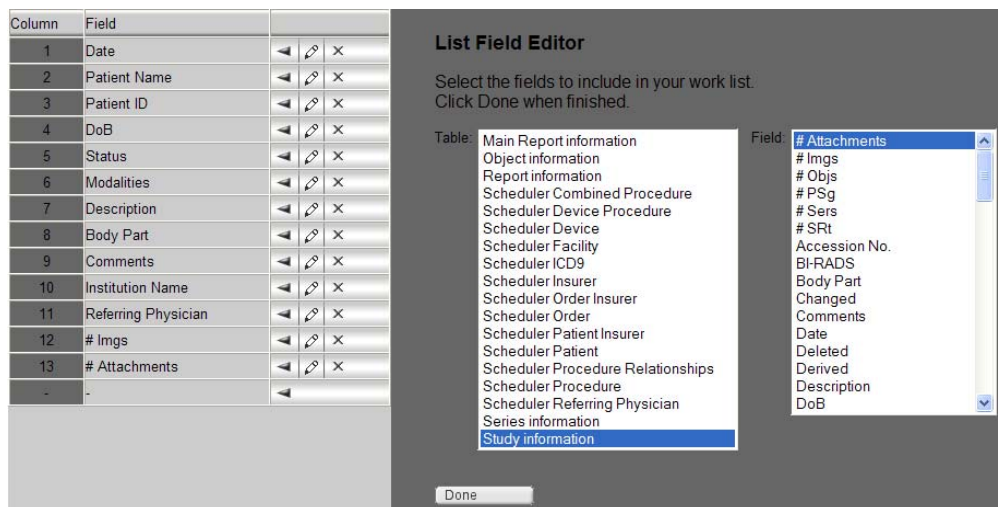 Column Field
1 Date
2 Patient Name
3 Patient ID
4 DoB
5 Status
6 Modalities
7 Description
8 Body Part
9 Comments
10 Institution Name
11 Referring Physician
12 # Imgs
13 # Attachments
- -
List Field Editor
Select the fields to include in your work list.
Click Done when finished.
Table:
Main Report information
Object information
Report information
Scheduler Combined Procedure
Scheduler Device Procedure
Scheduler Device
Scheduler Facility
Scheduler ICD9
Scheduler Insurer
Scheduler Order Insurer
Scheduler Order
Scheduler Patient Insurer
Scheduler Patient
Scheduler Procedure Relationships
Scheduler Procedure
Scheduler Referring Physician
Series information
Study information
Field:
# Attachments
# Imgs
# Objs
# PSg
# Sers
# SRt
Accession No.
BI-RADS
Body Part
Changed
Comments
Date
Deleted
Derived
Description
DoB
Done